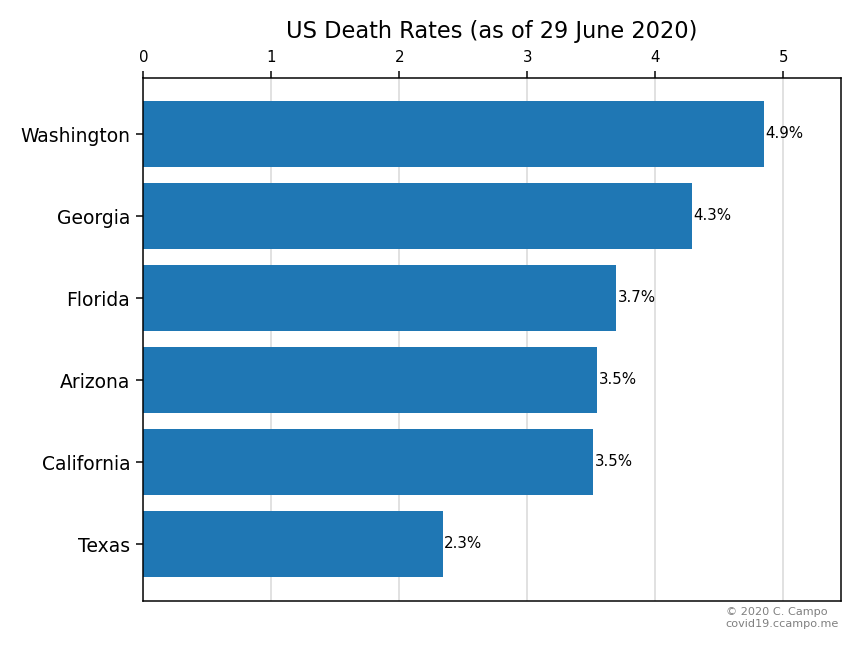 US Death Rates (as of 29 June 2020)
0 1 2 3 4 5
Washington 4.9%
Georgia 4.3%
Florida 3.7%
Arizona 3.5%
California 3.5%
Texas 2.3%
© 2020 C. Campo
covid19.ccampo.me